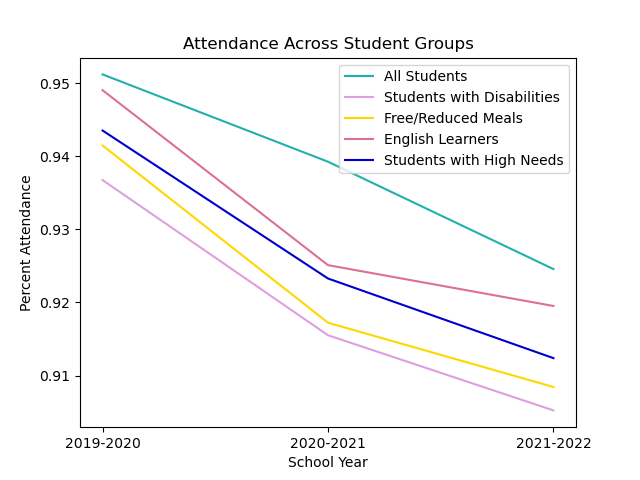 Attendance Across Student Groups
All Students
Students with Disabilities
Free/Reduced Meals
English Learners
Students with High Needs
Percent Attendance
0.95
0.94
0.93
0.92
0.91
2019-2020
2020-2021
2021-2022
School Year